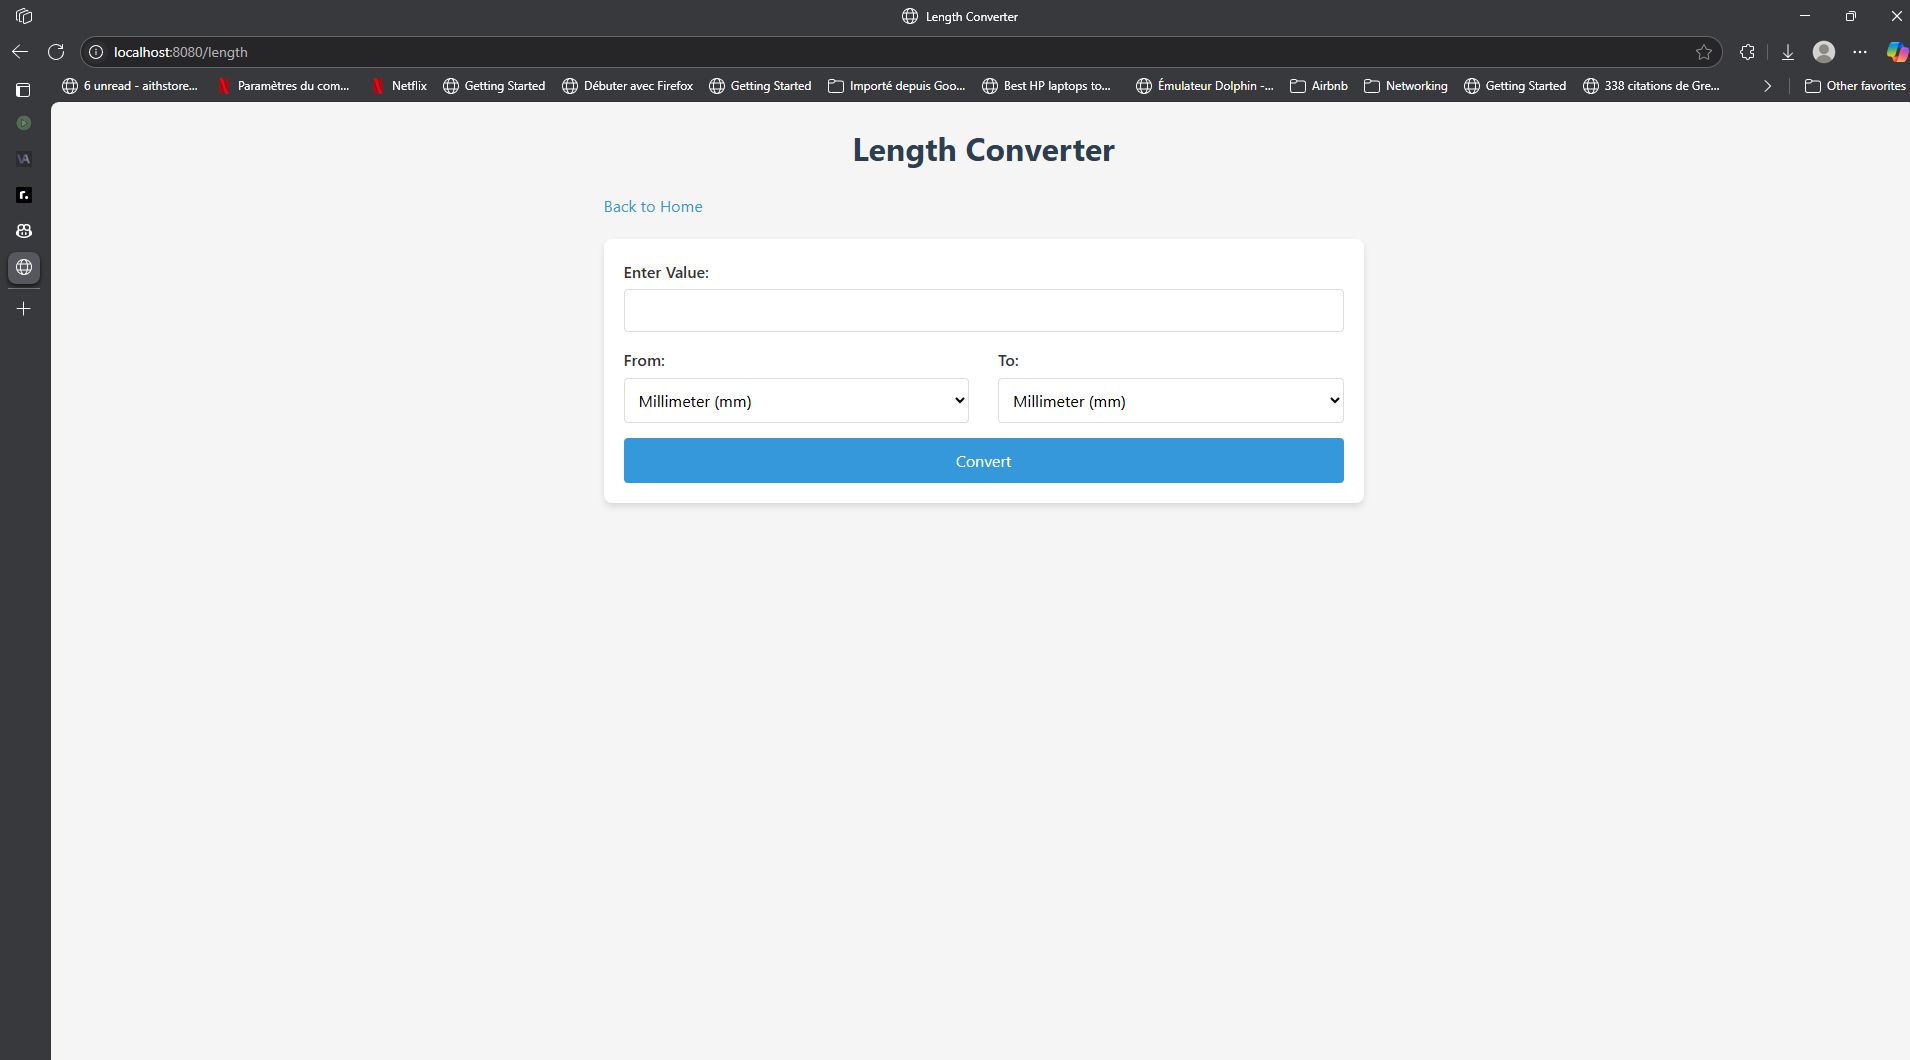 Length Converter
localhost:8080/length
6 unread - aithstore...
Paramètres du com...
Netflix
Getting Started
Débuter avec Firefox
Getting Started
Importé depuis Goo...
Best HP laptops to...
Émulateur Dolphin -...
Airbnb
Networking
Getting Started
338 citations de Gre...
Other favorites
Length Converter
Back to Home
Enter Value:
From:
To:
Millimeter (mm)
Millimeter (mm)
Convert